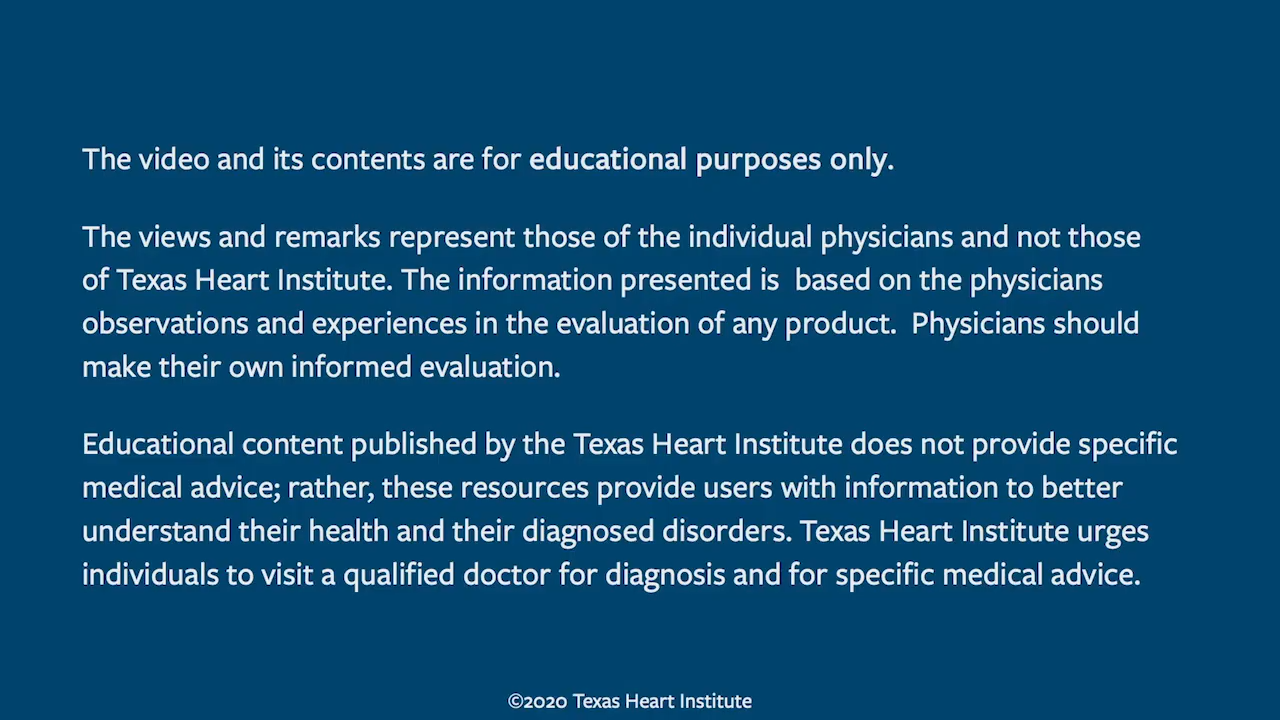 The video and its contents are for educational purposes only.
The views and remarks represent those of the individual physicians and not those
of Texas Heart Institute. The information presented is  based on the physicians
observations and experiences in the evaluation of any product.  Physicians should
make their own informed evaluation.
Educational content published by the Texas Heart Institute does not provide specific
medical advice; rather, these resources provide users with information to better
understand their health and their diagnosed disorders. Texas Heart Institute urges
individuals to visit a qualified doctor for diagnosis and for specific medical advice.
©2020 Texas Heart Institute